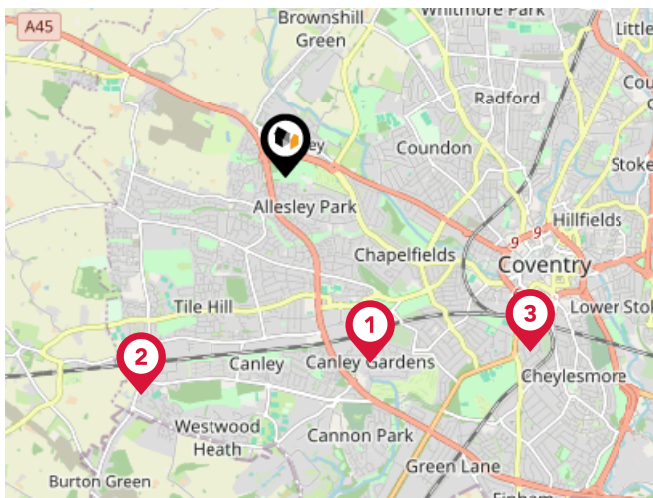 Brownshill
Green
Whitmore Park
A45
Little
Radford
Coundon
Stoke
Allesley Park
Hillfields
9
9
Chapelfields
Coventry
Tile Hill
Lower Stok
1
3
2
Canley
Canley Gardens
Cheylesmore
Westwood
Heath
Cannon Park
Green Lane
Burton Green
Finham